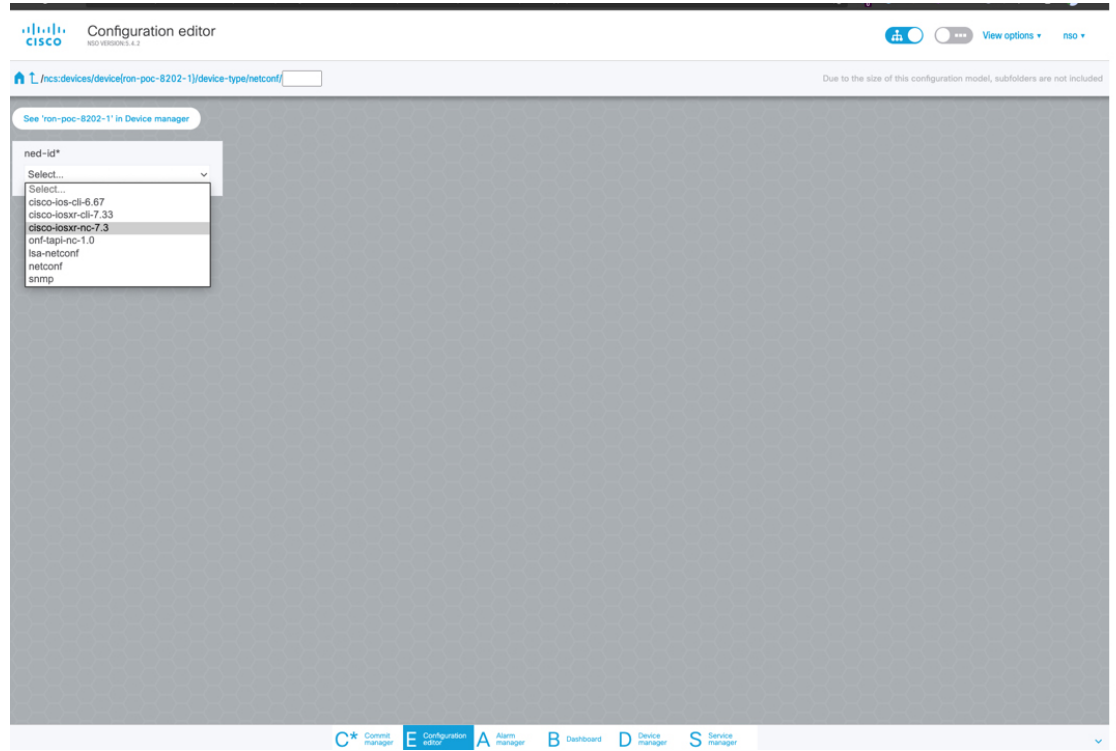 CISCO
Configuration editor
NSO VERSION:5.4.2
View options
nso
/ncs:devices/device{ron-poc-8202-1}/device-type/netconf/
Due to the size of this configuration model, subfolders are not included
See 'ron-poc-8202-1' in Device manager
ned-id*
Select...
Select...
cisco-ios-cli-6.67
cisco-iosxr-cli-7.33
cisco-iosxr-nc-7.3
onf-tapi-nc-1.0
lsa-netconf
netconf
snmp
C* Commit manager
E Configuration editor
A Alarm manager
B Dashboard
D Device manager
S Service manager